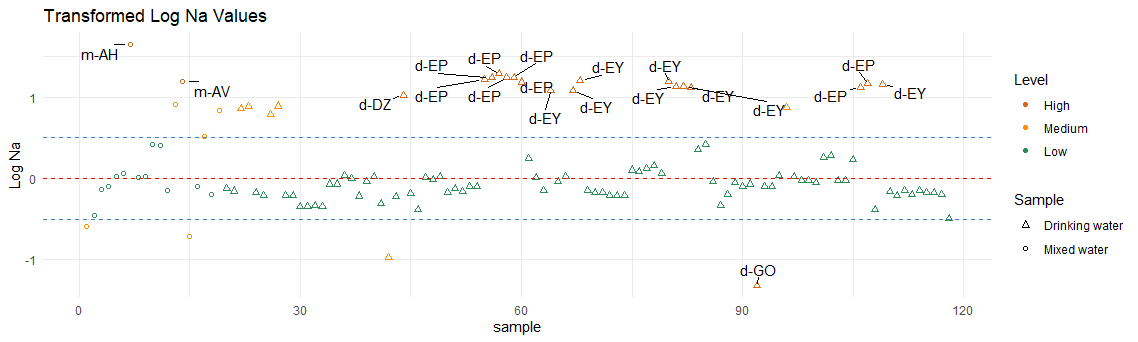 Transformed Log Na Values
m-AH
m-AV
d-DZ
d-EP
d-EP
d-EP
d-EP
d-EP
d-EP
d-EY
d-EY
d-EY
d-EY
d-EY
d-EY
d-EY
d-EP
d-EP
d-EY
d-GO
Log Na
1
0
-1
0
30
60
90
120
sample
Level
High
Medium
Low
Sample
Drinking water
Mixed water